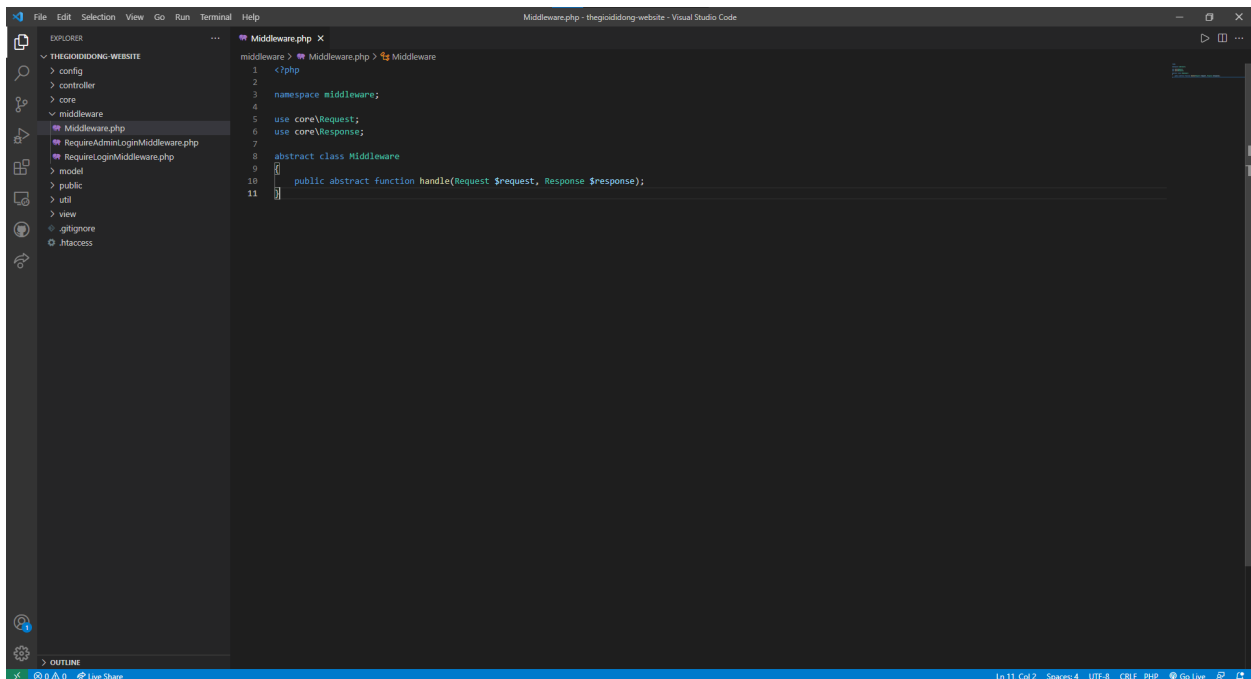 File Edit Selection View Go Run Terminal Help
Middleware.php - thegioididong-website - Visual Studio Code
EXPLORER
THEGIOIDIDONG-WEBSITE
config
controller
core
middleware
Middleware.php
RequireAdminLoginMiddleware.php
RequireLoginMiddleware.php
model
public
util
view
.gitignore
.htaccess
OUTLINE
Middleware.php
middleware > Middleware.php > Middleware
1 <?php
2
3 namespace middleware;
4
5 use core\Request;
6 use core\Response;
7
8 abstract class Middleware
9 {
10 public abstract function handle(Request $request, Response $response);
11 }
1
0 0 Live Share
Ln 11, Col 2 Spaces: 4 UTF-8 CRLF PHP Go Live